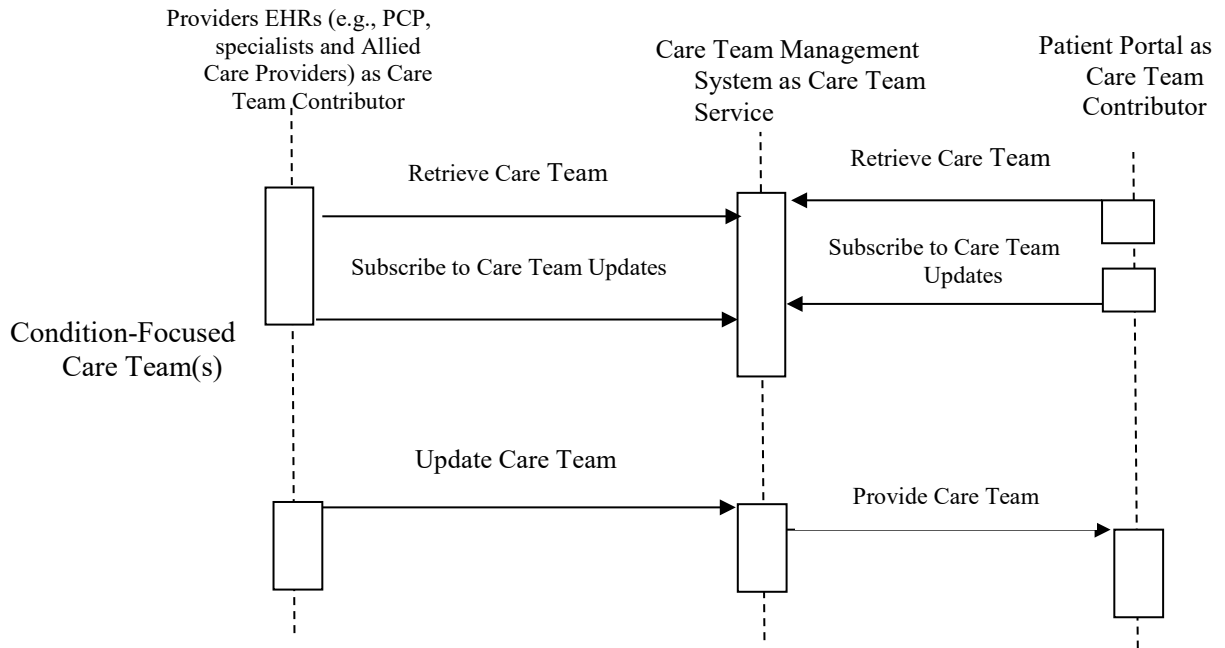 Providers EHRs (e.g., PCP,
specialists and Allied
Care Providers) as Care
Team Contributor
Care Team Management
System as Care Team
Service
Patient Portal as
Care Team
Contributor
Retrieve Care Team
Retrieve Care Team
Subscribe to Care Team Updates
Subscribe to Care Team
Updates
Condition-Focused
Care Team(s)
Update Care Team
Provide Care Team